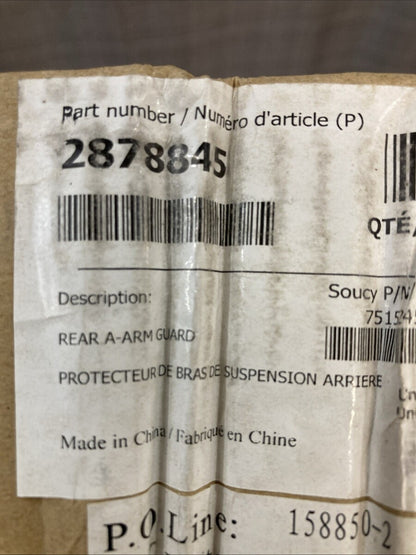 Part number / Numéro d'article (P)
2878845
QTÉ
Description:
Soucy P/N/
REAR A-ARM GUARD
PROTECTEUR DE BRAS DE SUSPENSION ARRIERE
Made in China / Fabriqué en Chine
P.O.Line: 158850-2